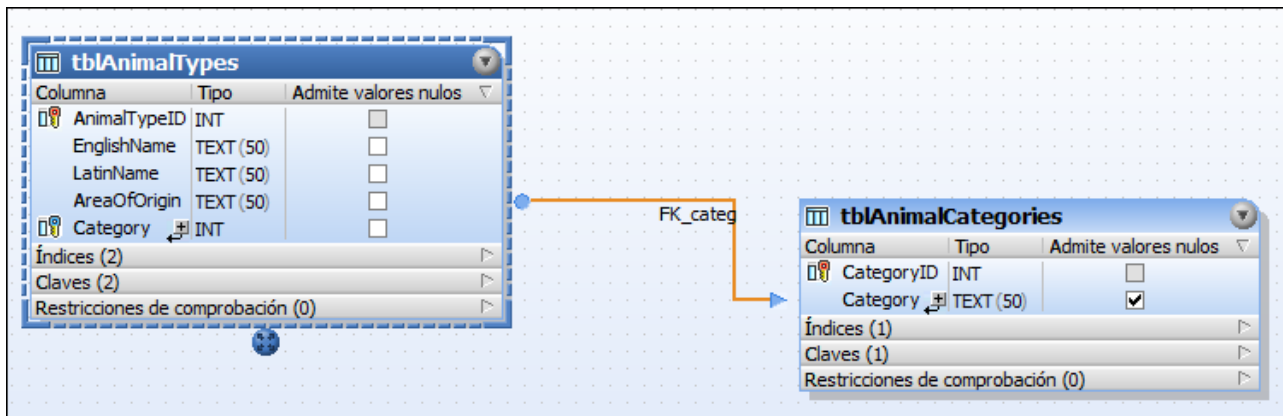 tblAnimalTypes
Columna Tipo Admite valores nulos
AnimalTypeID INT
EnglishName TEXT (50)
LatinName TEXT (50)
AreaOfOrigin TEXT (50)
Category INT
Índices (2)
Claves (2)
Restricciones de comprobación (0)
FK_categ
tblAnimalCategories
Columna Tipo Admite valores nulos
CategoryID INT
Category TEXT (50)
Índices (1)
Claves (1)
Restricciones de comprobación (0)